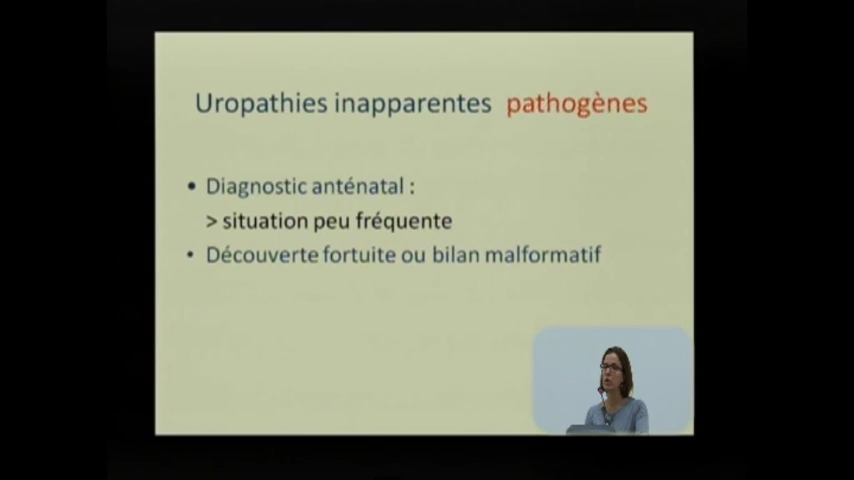 Uropathies inapparentes pathogènes
• Diagnostic anténatal :
> situation peu fréquente
• Découverte fortuite ou bilan malformatif